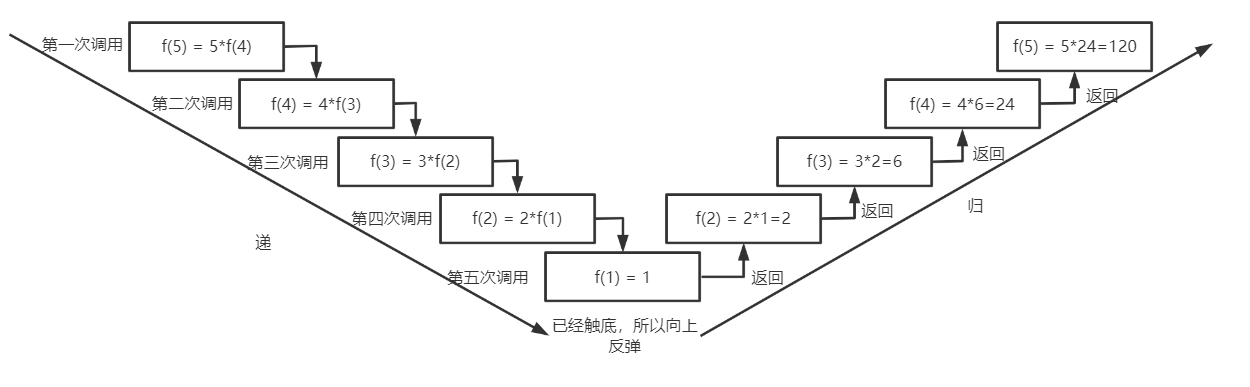 第一次调用
f(5) = 5*f(4)
第二次调用
f(4) = 4*f(3)
第三次调用
f(3) = 3*f(2)
第四次调用
f(2) = 2*f(1)
递
第五次调用
f(1) = 1
已经触底，所以向上
反弹
返回
f(2) = 2*1=2
返回
f(3) = 3*2=6
返回
归
f(4) = 4*6=24
返回
f(5) = 5*24=120